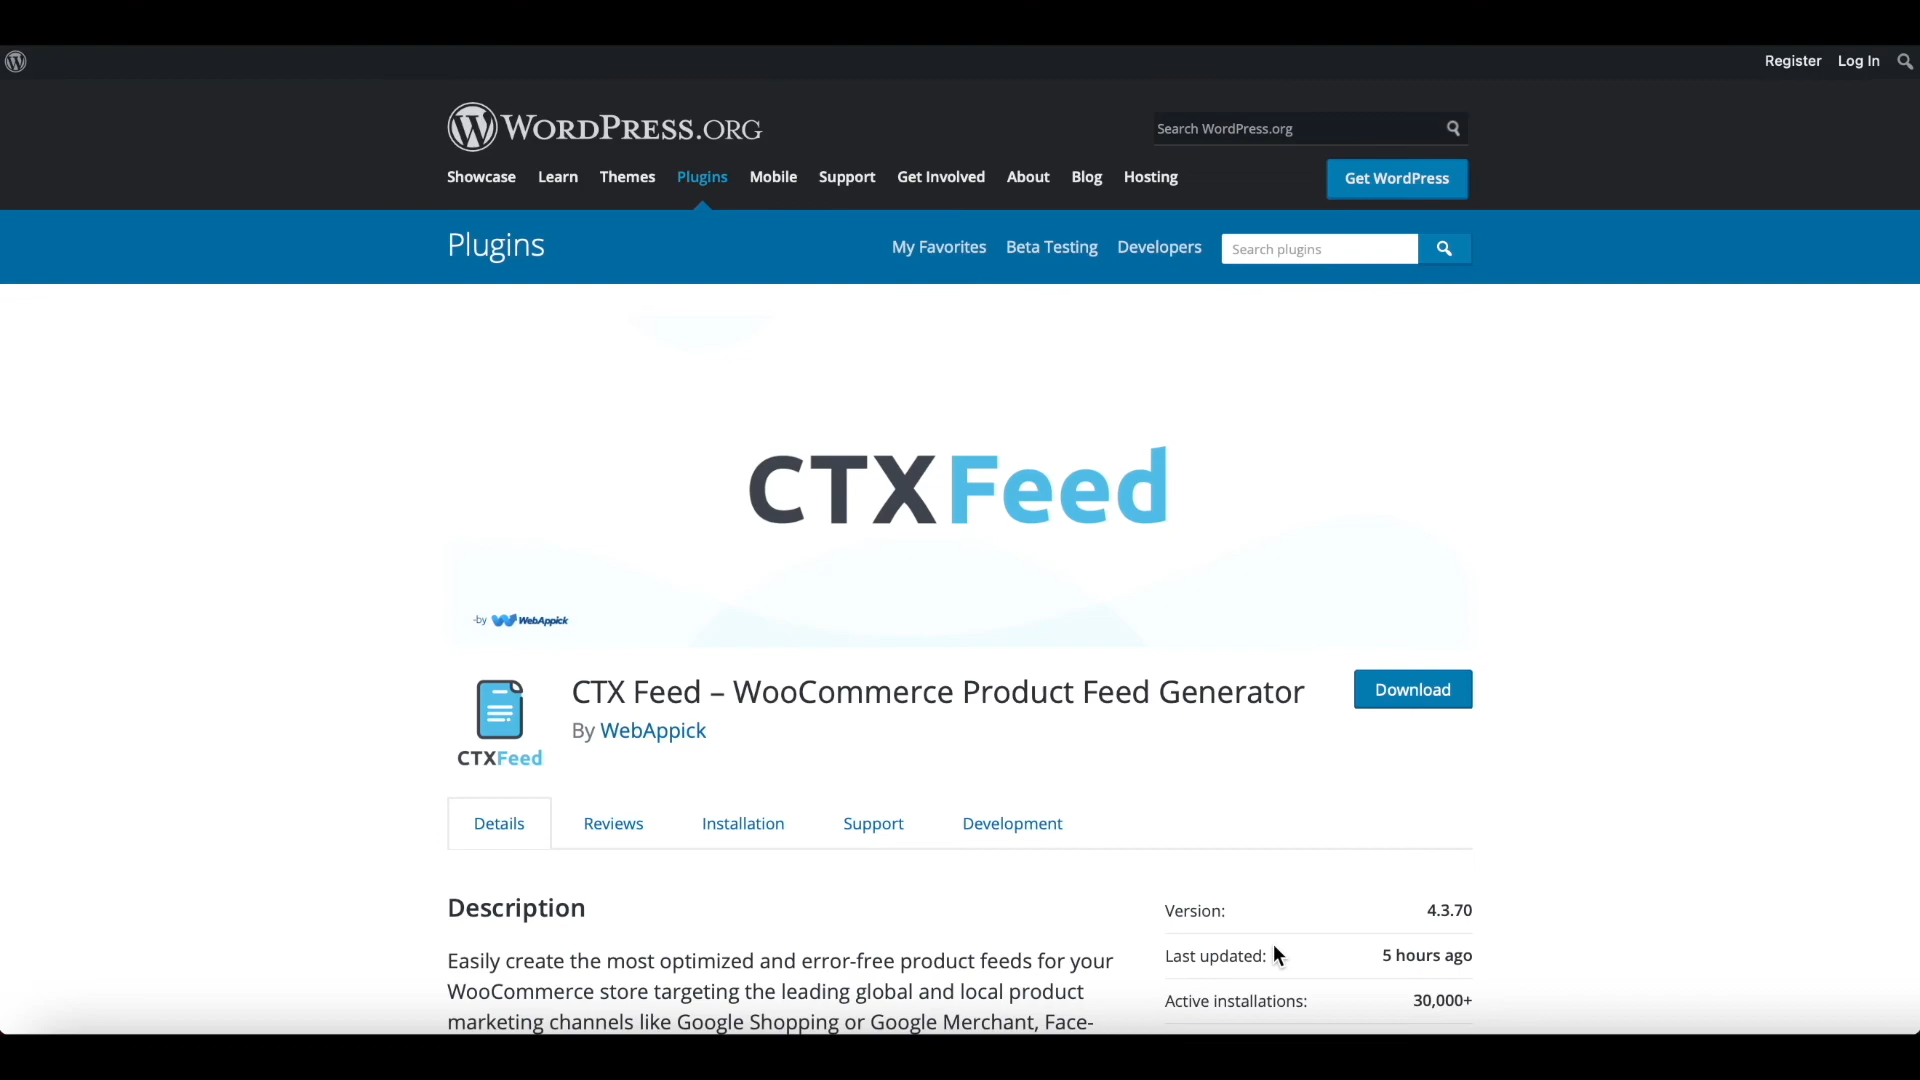 Register Log In
WORDPRESS.ORG
Search WordPress.org
Showcase Learn Themes Plugins Mobile Support Get Involved About Blog Hosting
Get WordPress
Plugins
My Favorites Beta Testing Developers
Search plugins
CTXFeed
-by WebAppick
CTX Feed – WooCommerce Product Feed Generator
Download
By WebAppick
CTXFeed
Details Reviews Installation Support Development
Description
Easily create the most optimized and error-free product feeds for your
WooCommerce store targeting the leading global and local product
marketing channels like Google Shopping or Google Merchant, Face-
Version: 4.3.70
Last updated: 5 hours ago
Active installations: 30,000+